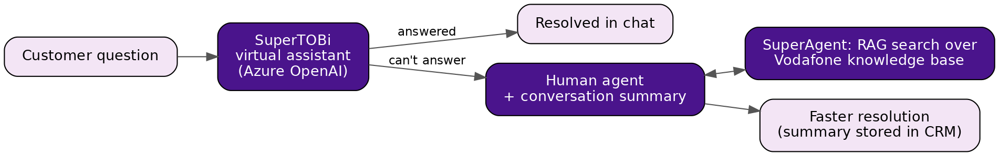 Customer question
SuperTOBi
virtual assistant
(Azure OpenAI)
answered
can't answer
Resolved in chat
Human agent
+ conversation summary
SuperAgent: RAG search over
Vodafone knowledge base
Faster resolution
(summary stored in CRM)